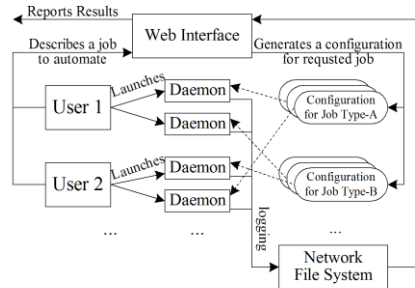 Reports Results
Web Interface
Describes a job
to automate
Generates a configuration
for requsted job
User 1
Launches
Daemon
Daemon
Configuration
for Job Type-A
User 2
Launches
Daemon
Daemon
Configuration
for Job Type-B
...
...
...
logging
Network
File System